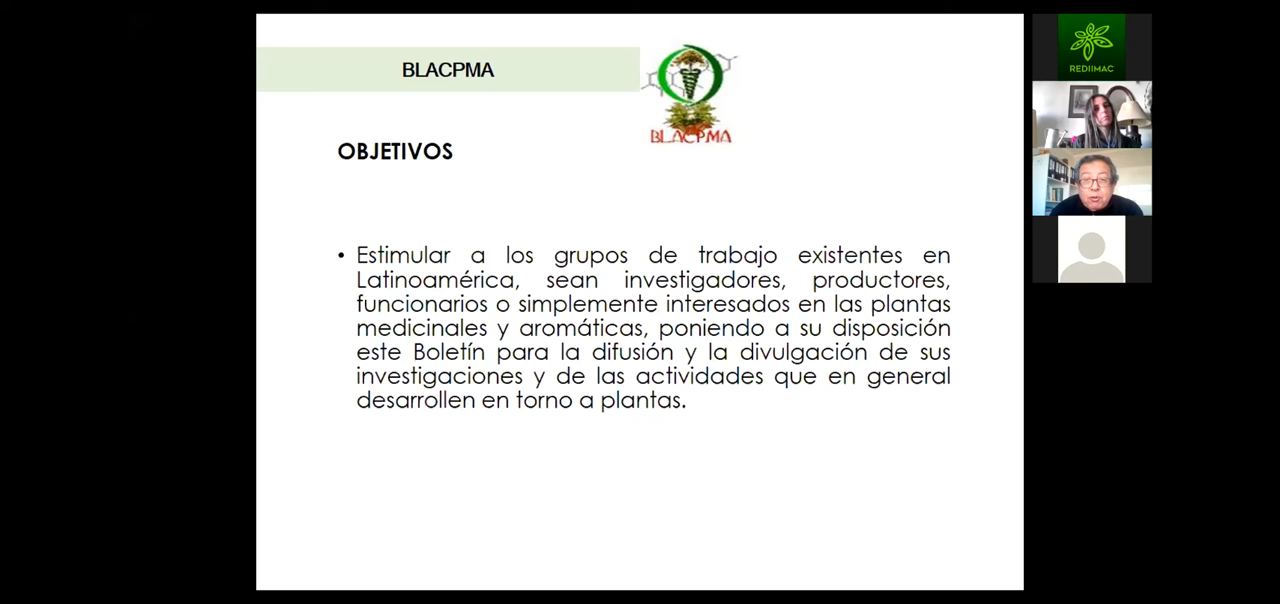 BLACPMA
BLACPMA
OBJETIVOS
• Estimular a los grupos de trabajo existentes en
Latinoamérica, sean investigadores, productores,
funcionarios o simplemente interesados en las plantas
medicinales y aromáticas, poniendo a su disposición
este Boletín para la difusión y la divulgación de sus
investigaciones y de las actividades que en general
desarrollen en torno a plantas.
REDIIMAC